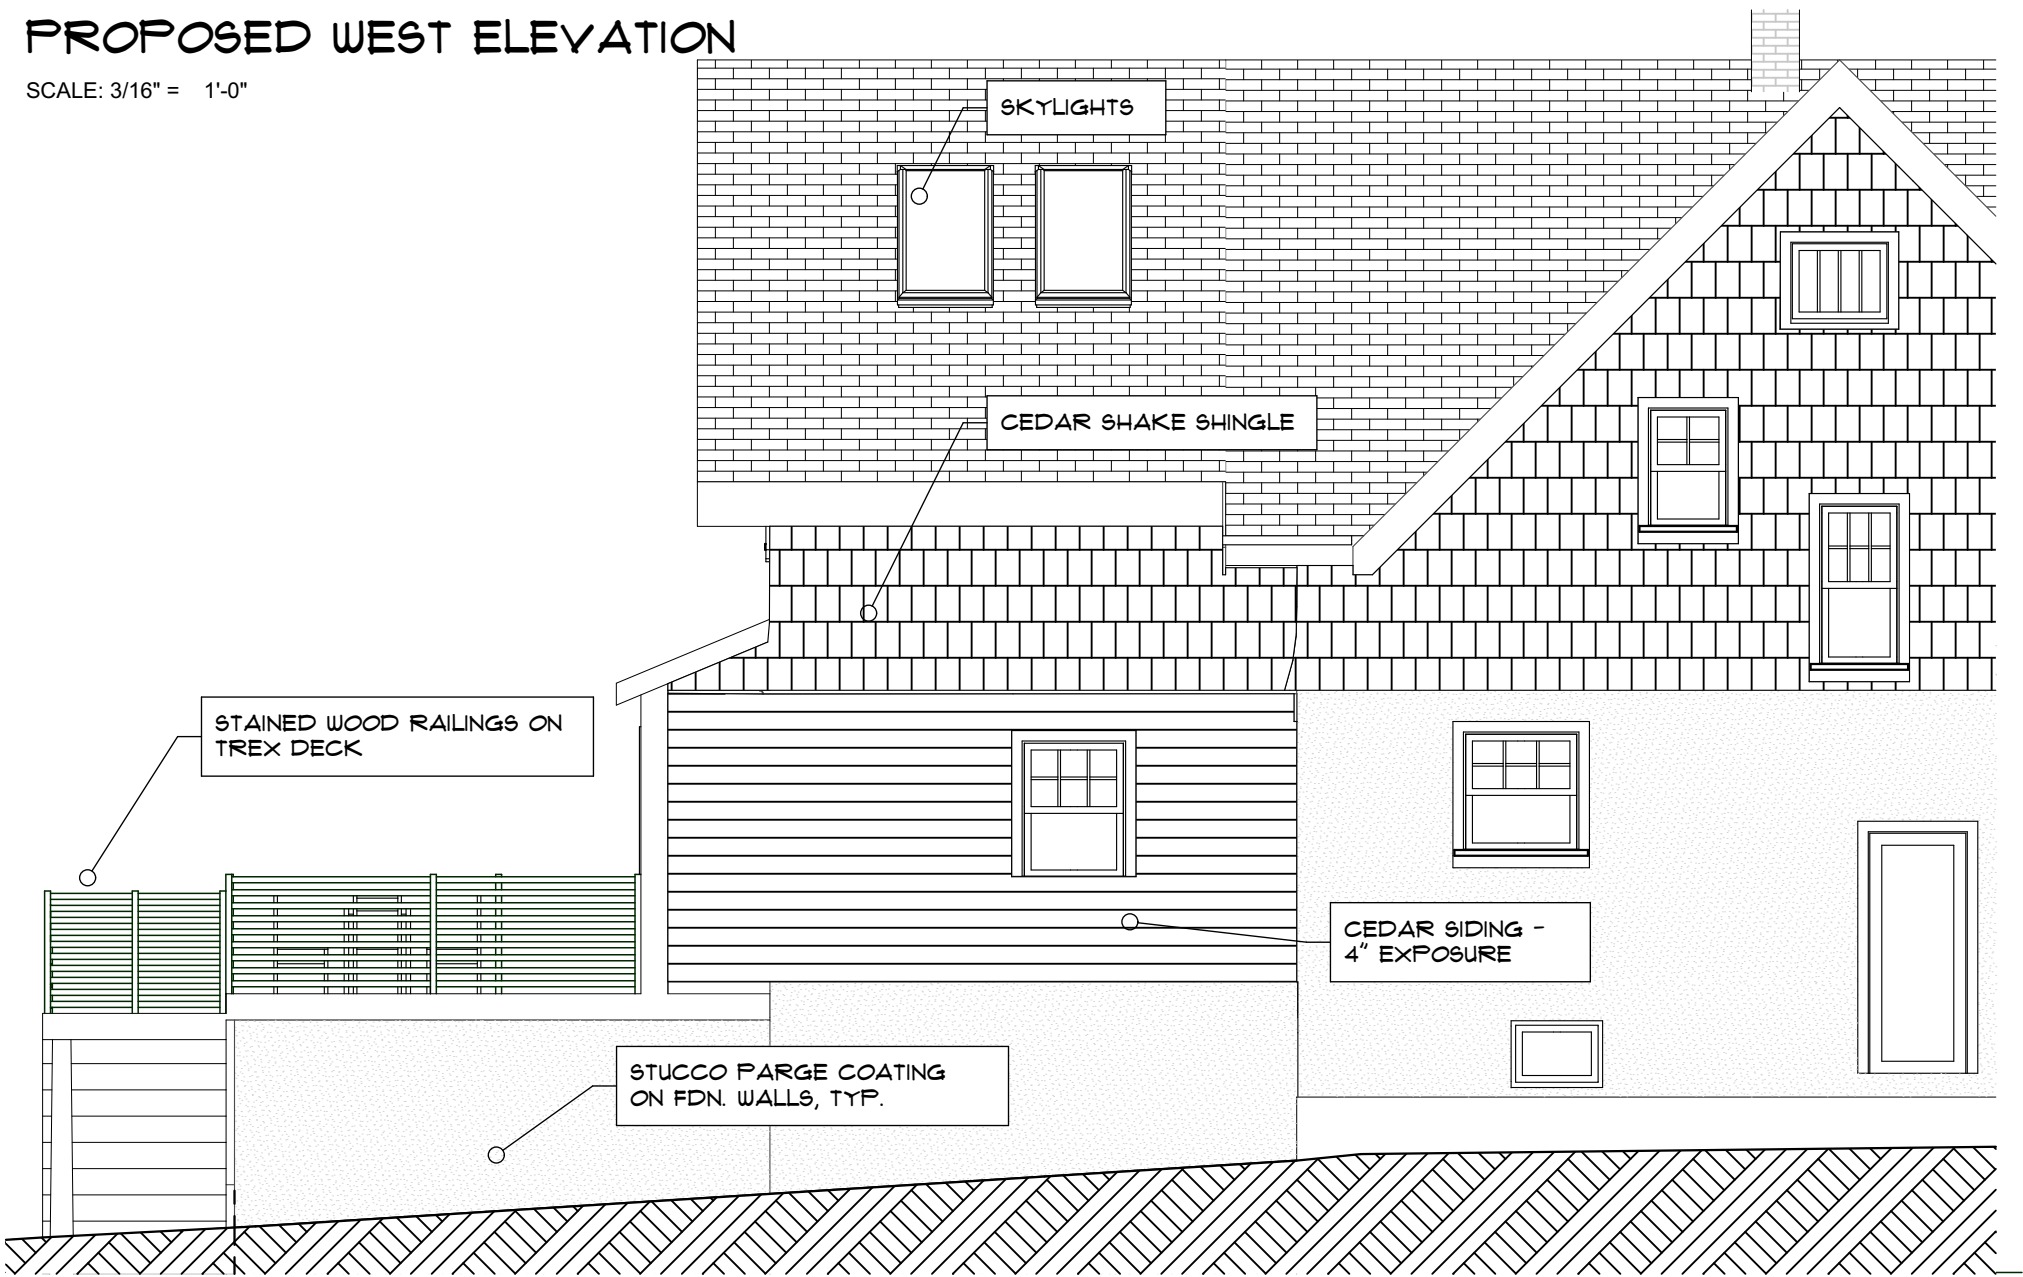 PROPOSED WEST ELEVATION
SCALE: 3/16" = 1'-0"
SKYLIGHTS
CEDAR SHAKE SHINGLE
STAINED WOOD RAILINGS ON
TREX DECK
CEDAR SIDING -
4" EXPOSURE
STUCCO PARGE COATING
ON FDN. WALLS, TYP.